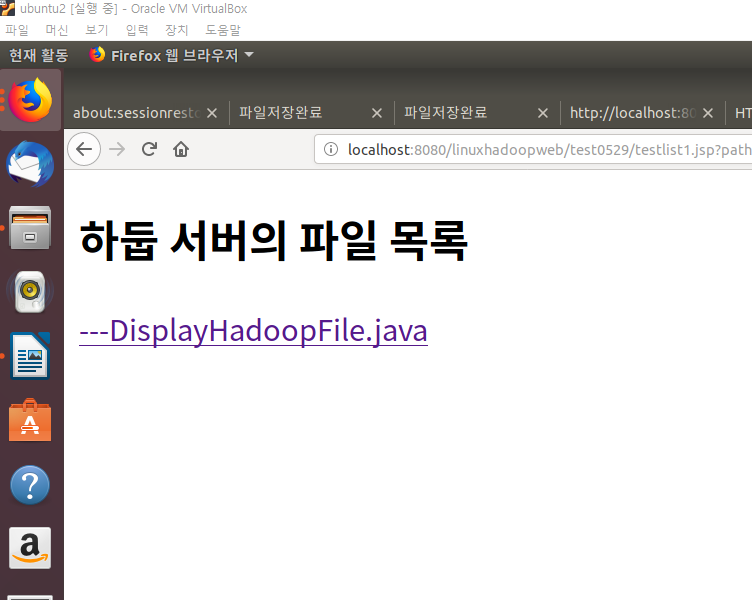 ubuntu2 [실행 중] - Oracle VM VirtualBox
파일 머신 보기 입력 장치 도움말
현재 활동 Firefox 웹 브라우저
about:sessionresto 파일저장완료 파일저장완료 http://localhost:80 HT
localhost:8080/linuxhadoopweb/test0529/testlist1.jsp?path
하둡 서버의 파일 목록
---DisplayHadoopFile.java